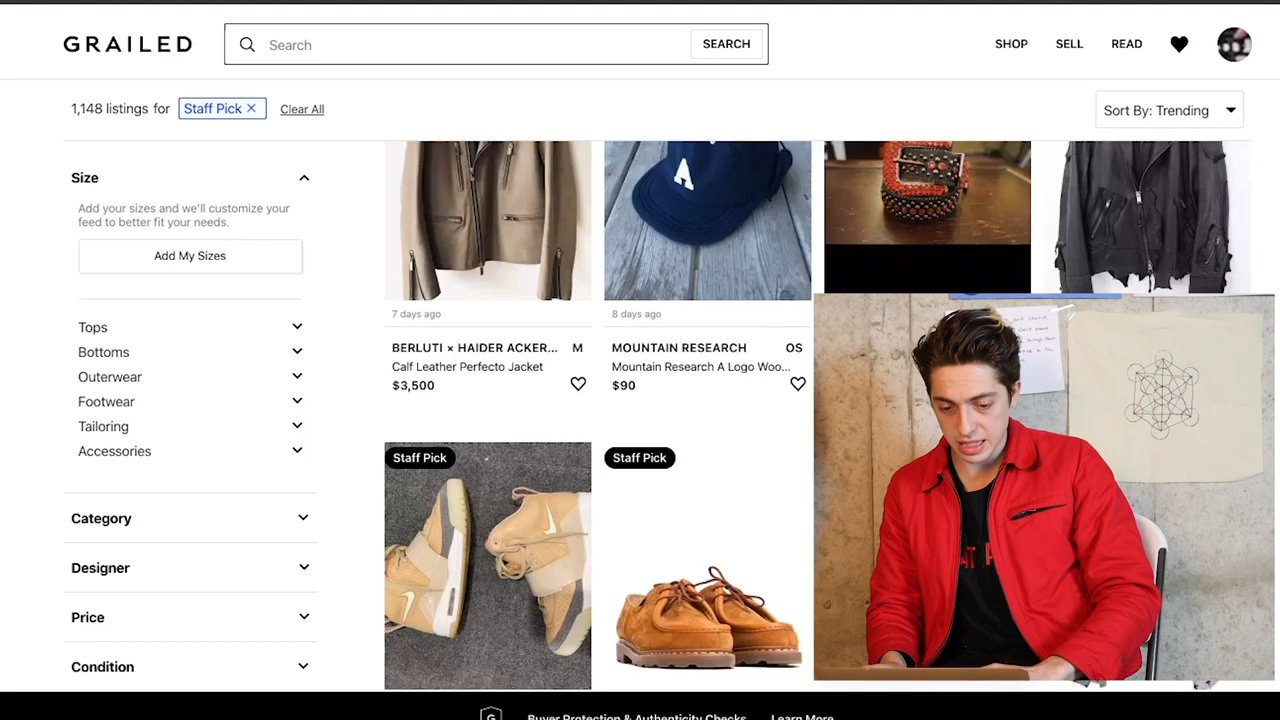 GRAILED
Search
SEARCH
SHOP
SELL
READ
1,148 listings for
Staff Pick ×
Clear All
Sort By: Trending
Size
Add your sizes and we'll customize your
feed to better fit your needs.
Add My Sizes
Tops
Bottoms
Outerwear
Footwear
Tailoring
Accessories
Category
Designer
Price
Condition
A
7 days ago
BERLUTI × HAIDER ACKER... M
Calf Leather Perfecto Jacket
$3,500
8 days ago
MOUNTAIN RESEARCH OS
Mountain Research A Logo Woo...
$90
Staff Pick
Staff Pick
G
Buyer Protection & Authenticity Checks
Learn More